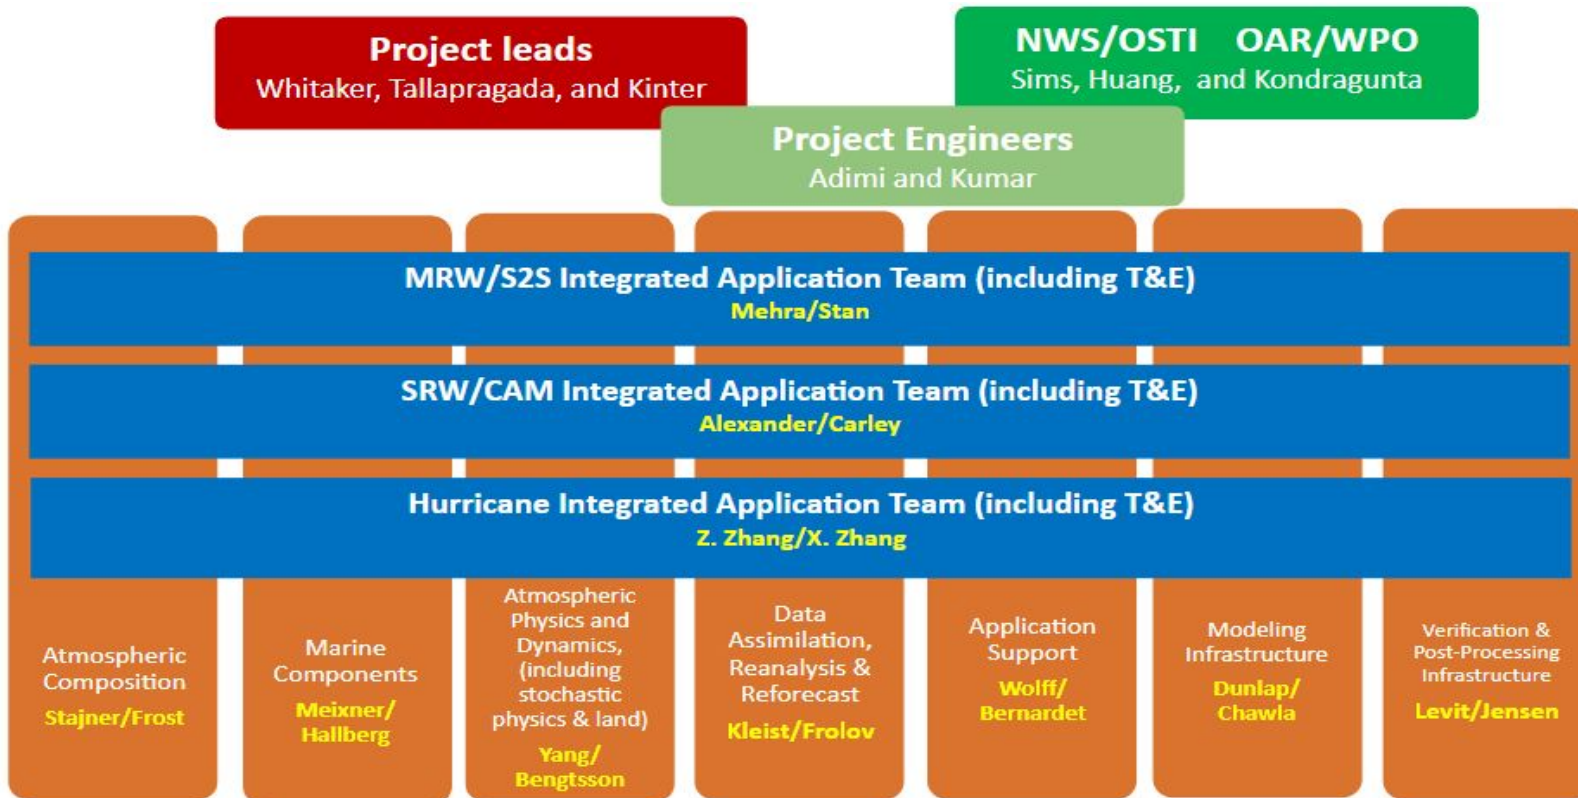 Project leads
Whitaker, Tallapragada, and Kinter
NWS/OSTI OAR/WPO
Sims, Huang, and Kondragunta
Project Engineers
Adimi and Kumar
MRW/S2S Integrated Application Team (including T&E)
Mehra/Stan
SRW/CAM Integrated Application Team (including T&E)
Alexander/Carley
Hurricane Integrated Application Team (including T&E)
Z. Zhang/X. Zhang
Atmospheric
Composition
Stajner/Frost
Marine
Components
Meixner/
Hallberg
Atmospheric
Physics and
Dynamics,
(including
stochastic
physics & land)
Yang/
Bengtsson
Data
Assimilation,
Reanalysis &
Reforecast
Kleist/Frolov
Application
Support
Wolff/
Bernardet
Modeling
Infrastructure
Dunlap/
Chawla
Verification &
Post-Processing
Infrastructure
Levit/Jensen